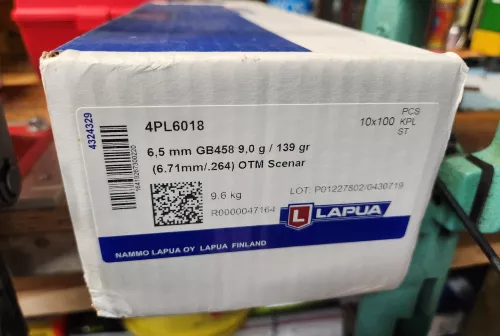 4324329
4PL6018
10x100 PCS
KPL
ST
6,5 mm GB458 9,0 g / 139 gr
(6.71mm/.264) OTM Scenar
9.6 kg
LOT: P01227802/G430719
R0000047164
LAPUA
NAMMO LAPUA OY LAPUA FINLAND